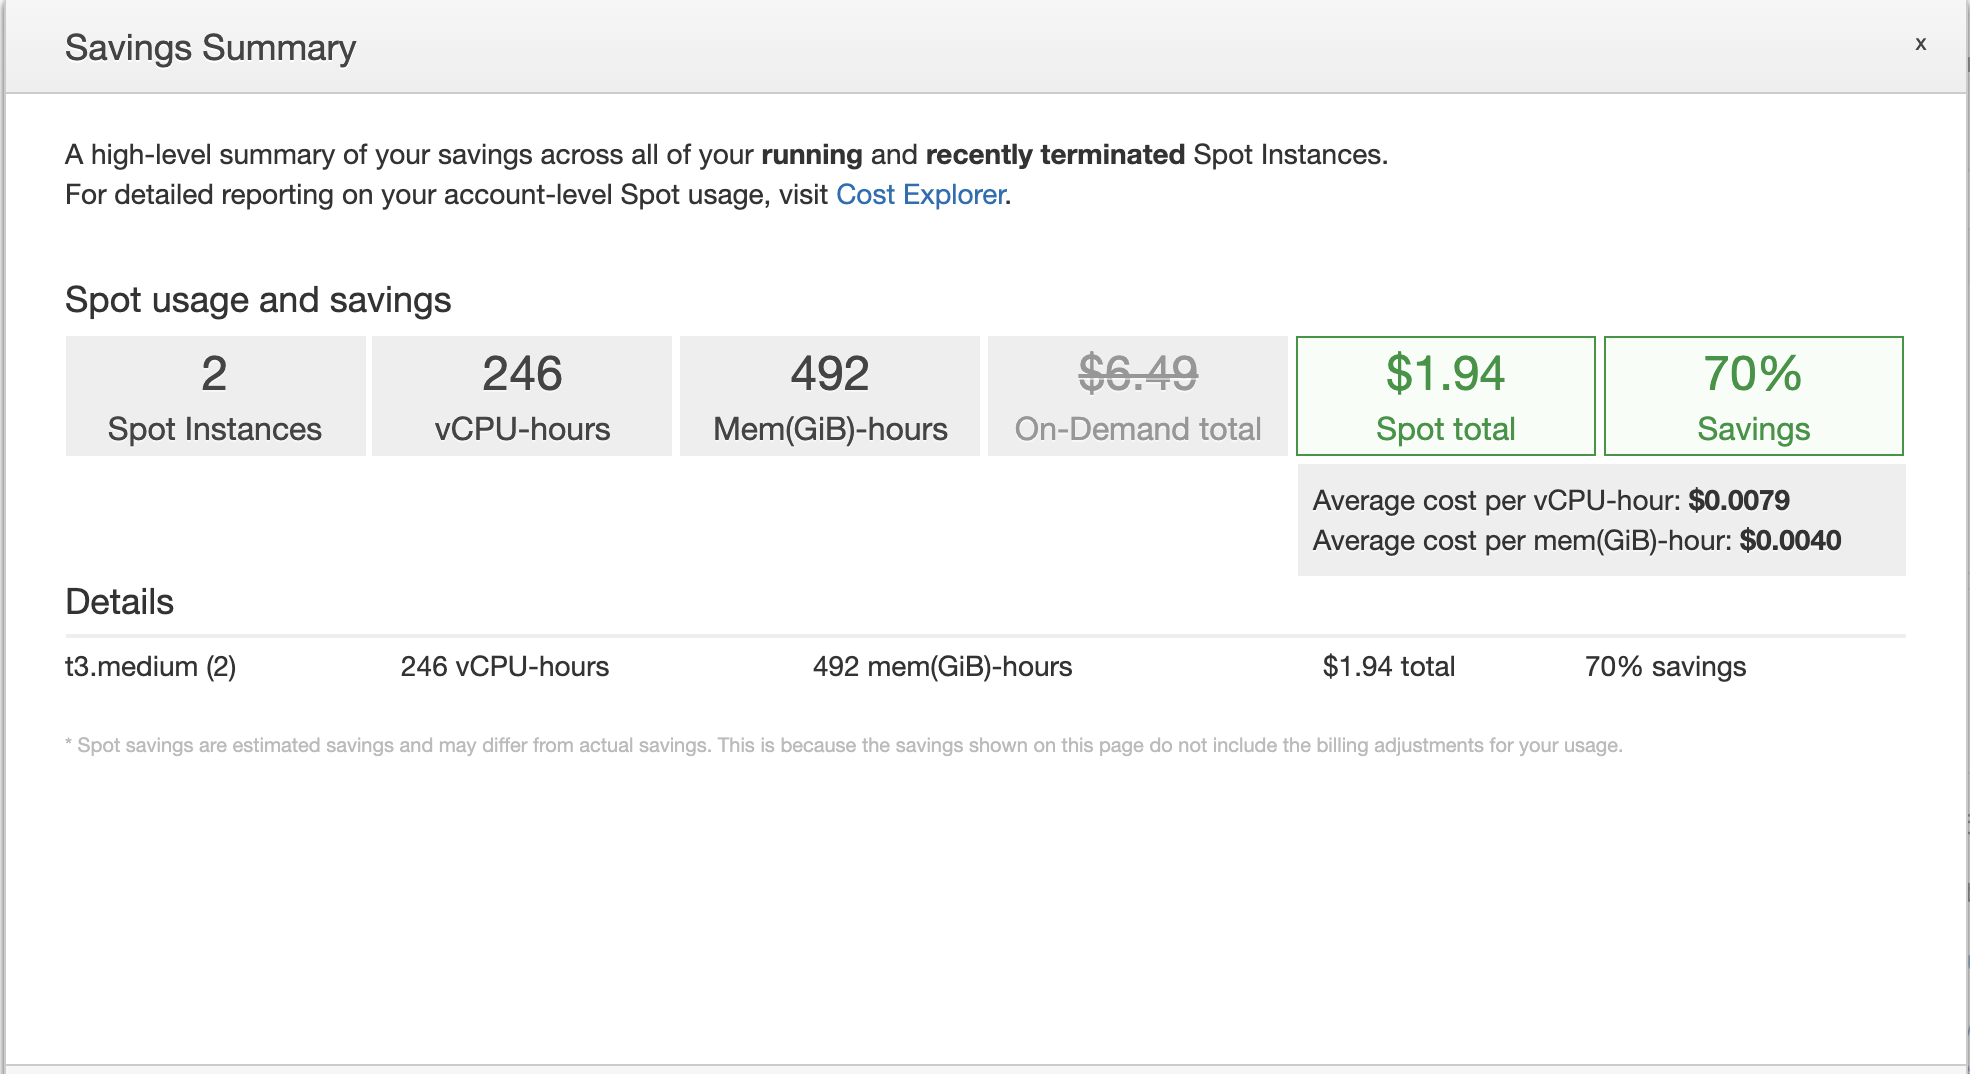 Savings Summary
x
A high-level summary of your savings across all of your running and recently terminated Spot Instances.
For detailed reporting on your account-level Spot usage, visit Cost Explorer.
Spot usage and savings
2
Spot Instances
246
vCPU-hours
492
Mem(GiB)-hours
$6.49
On-Demand total
$1.94
Spot total
70%
Savings
Average cost per vCPU-hour: $0.0079
Average cost per mem(GiB)-hour: $0.0040
Details
t3.medium (2) 246 vCPU-hours 492 mem(GiB)-hours $1.94 total 70% savings
* Spot savings are estimated savings and may differ from actual savings. This is because the savings shown on this page do not include the billing adjustments for your usage.